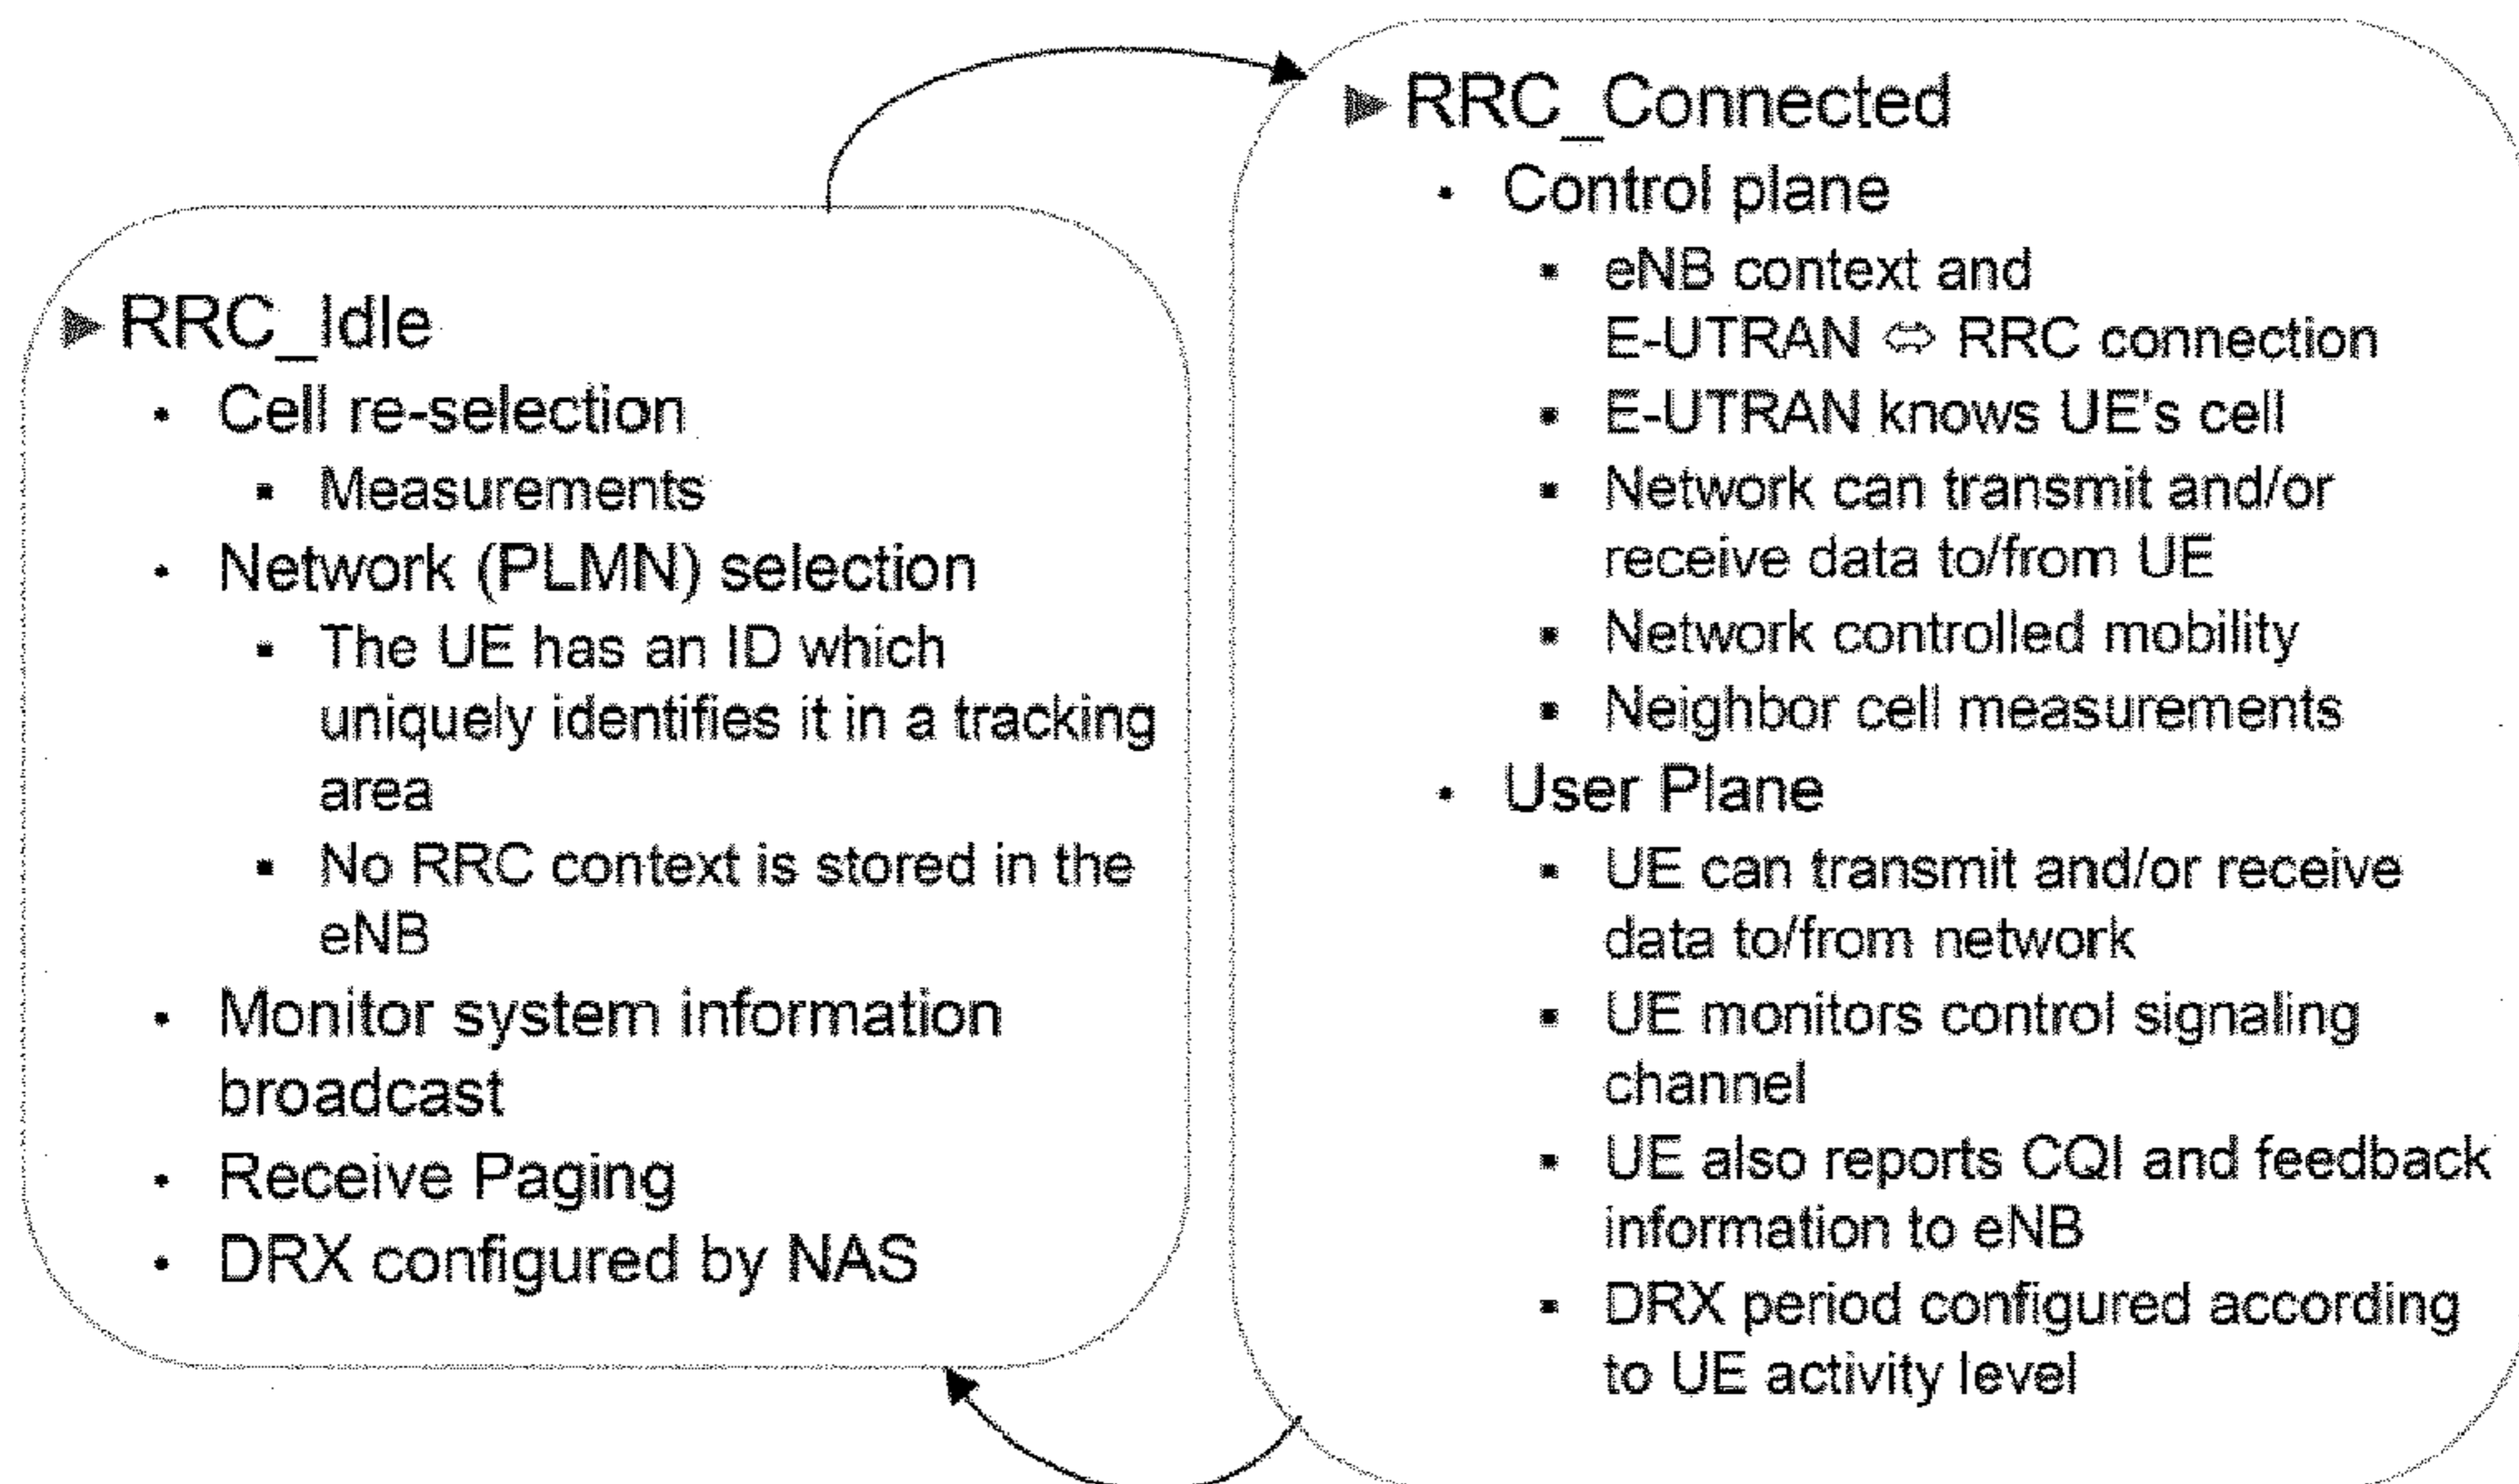 ► RRC_Idle
• Cell re-selection
▪ Measurements
• Network (PLMN) selection
▪ The UE has an ID which
uniquely identifies it in a tracking
area
▪ No RRC context is stored in the
eNB
• Monitor system information
broadcast
• Receive Paging
• DRX configured by NAS
► RRC_Connected
• Control plane
▪ eNB context and
E-UTRAN ⇔ RRC connection
▪ E-UTRAN knows UE's cell
▪ Network can transmit and/or
receive data to/from UE
▪ Network controlled mobility
▪ Neighbor cell measurements
• User Plane
▪ UE can transmit and/or receive
data to/from network
▪ UE monitors control signaling
channel
▪ UE also reports CQI and feedback
information to eNB
▪ DRX period configured according
to UE activity level